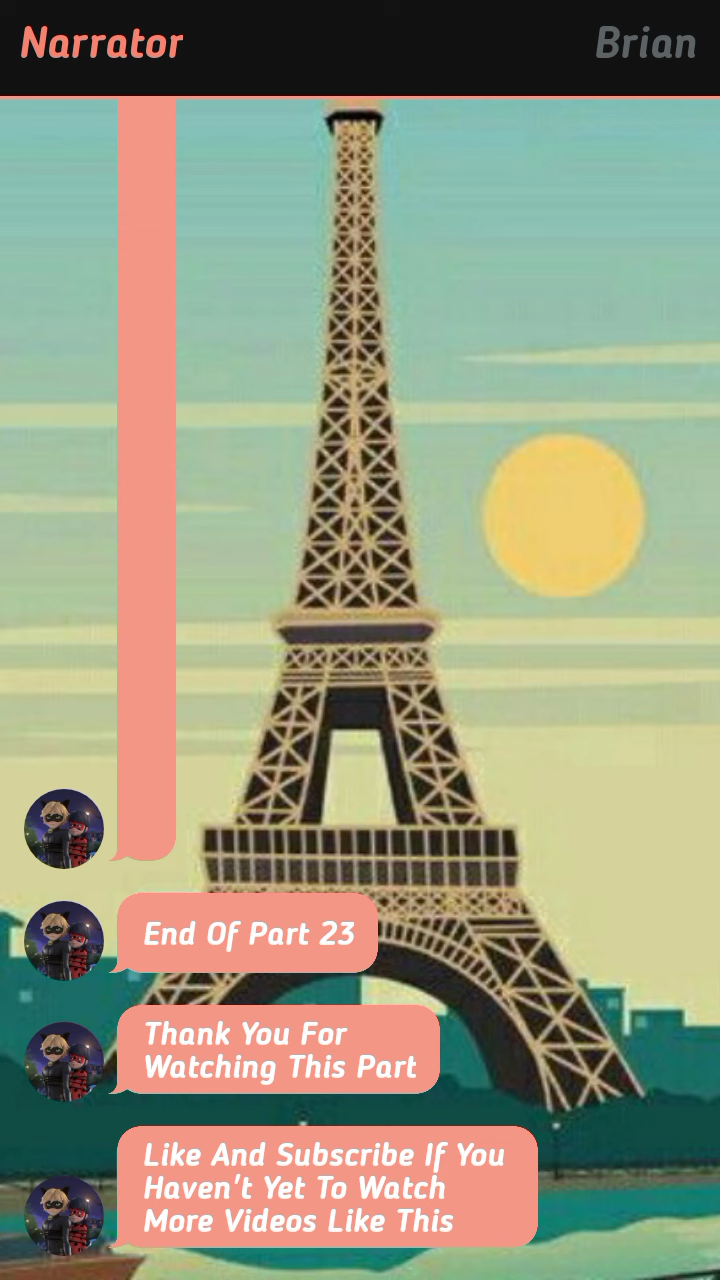 Narrator
Brian
End Of Part 23
Thank You For
Watching This Part
Like And Subscribe If You
Haven't Yet To Watch
More Videos Like This